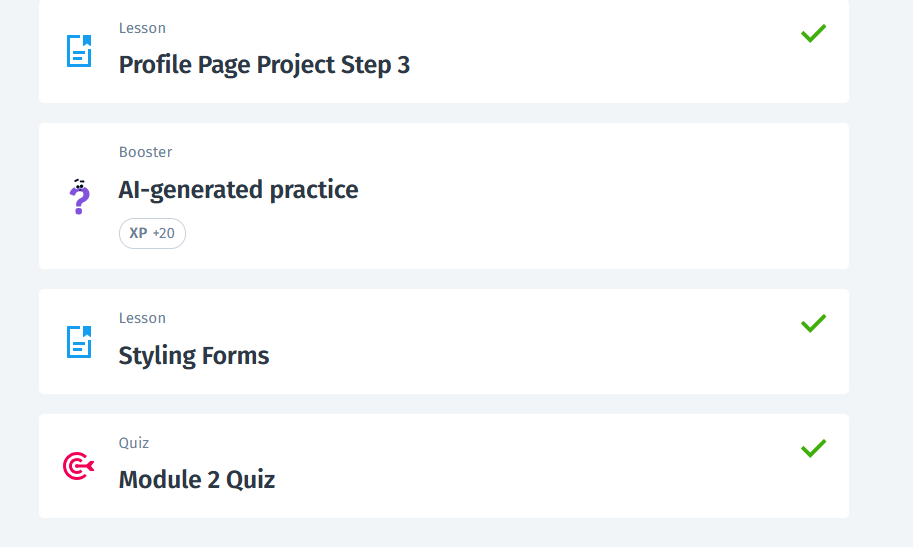 Lesson
Profile Page Project Step 3
Booster
AI-generated practice
XP +20
Lesson
Styling Forms
Quiz
Module 2 Quiz